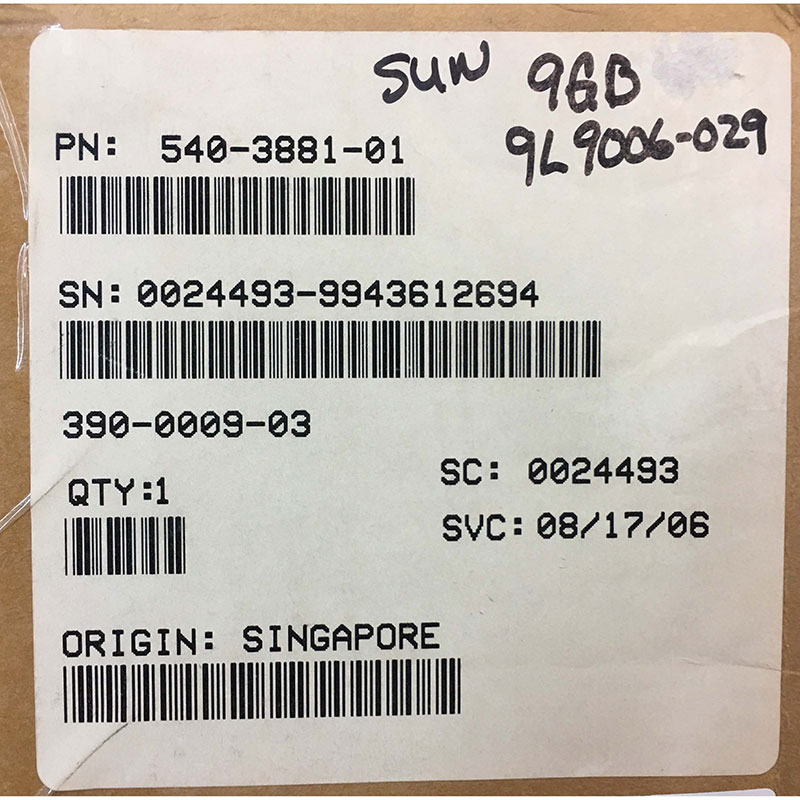 SUN 9GB
9L9006-029
PN: 540-3881-01
SN: 0024493-9943612694
390-0009-03
SC: 0024493
QTY:1
SVC: 08/17/06
ORIGIN: SINGAPORE